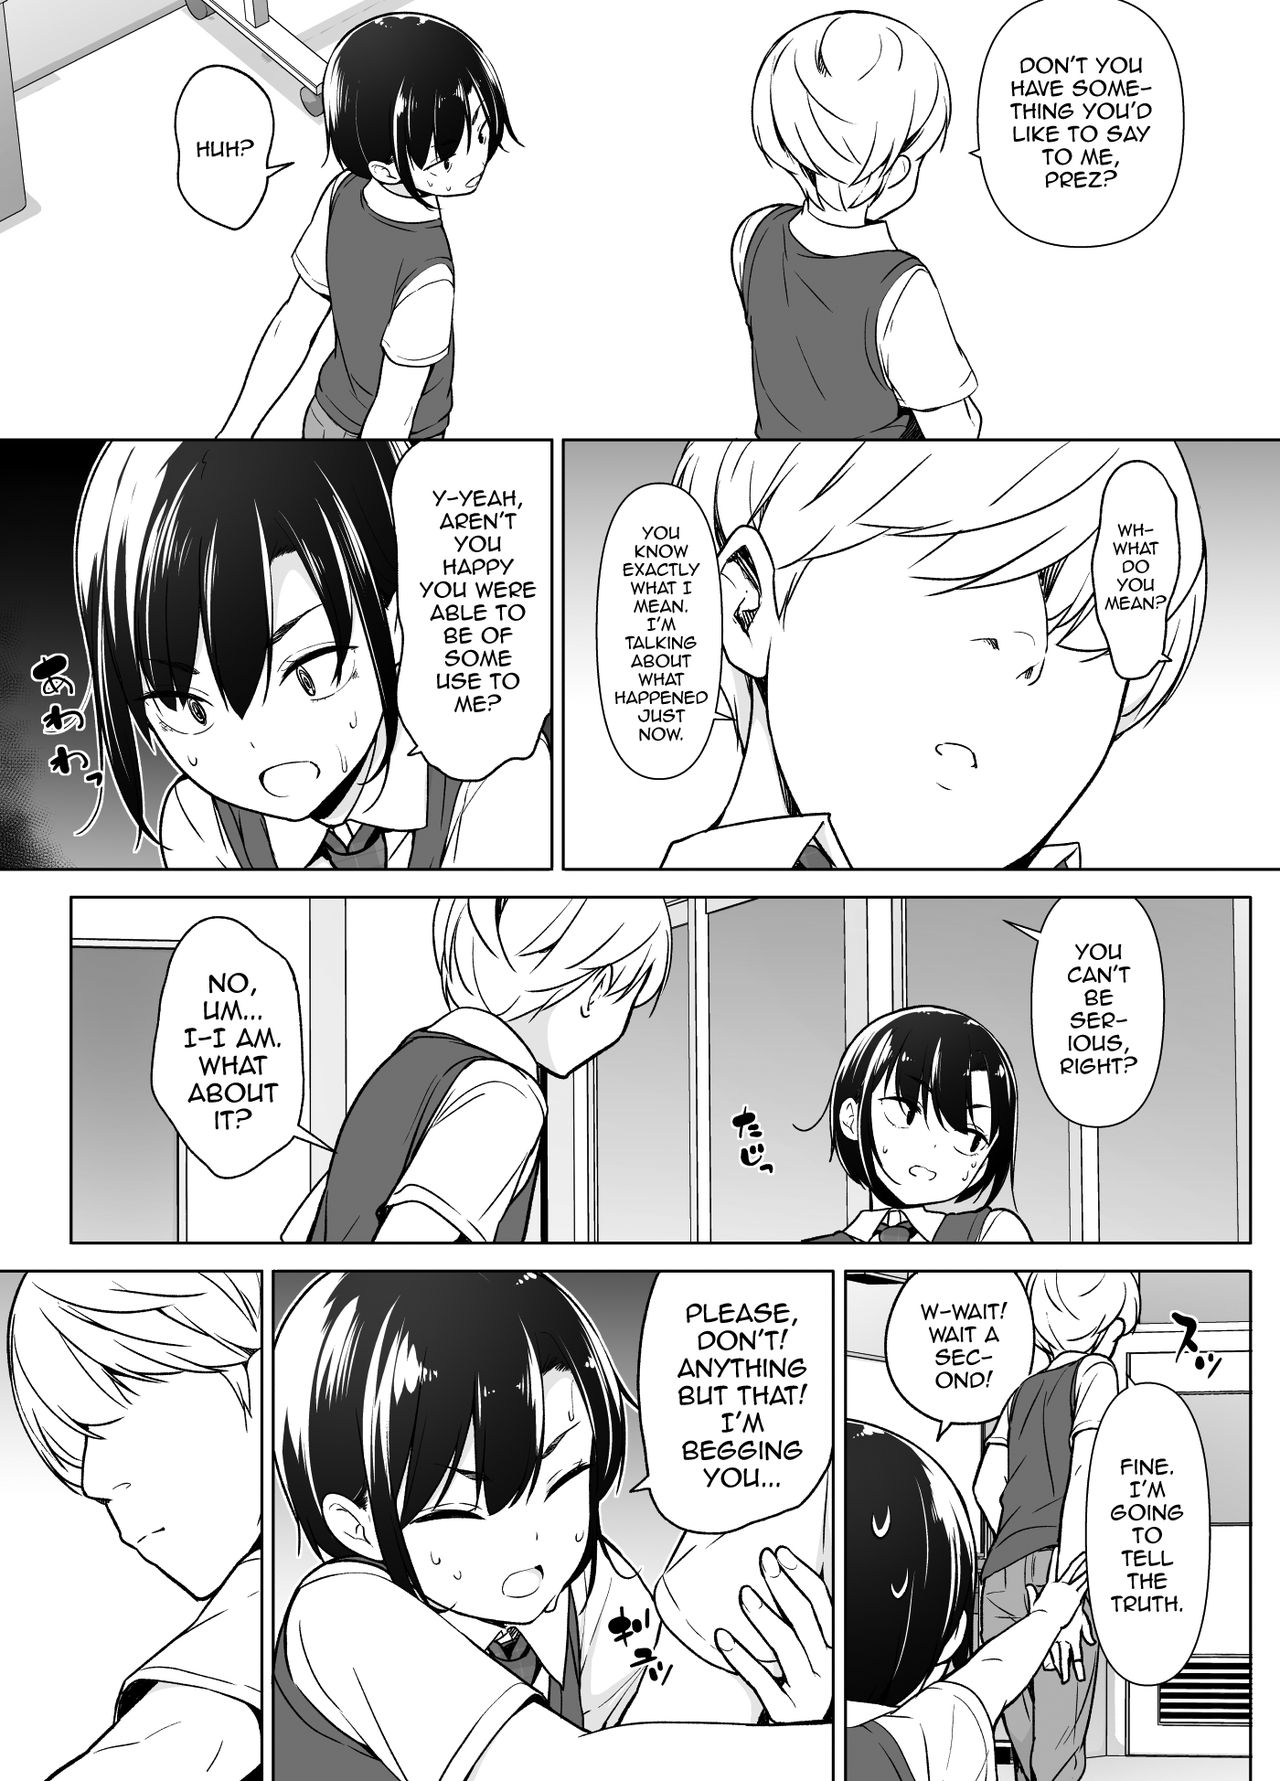 DON'T YOU
HAVE SOME-
THING YOU'D
LIKE TO SAY
TO ME,
PREZ?
HUH?
WH-
WHAT
DO
YOU
MEAN?
YOU
KNOW
EXACTLY
WHAT I
MEAN.
I'M
TALKING
ABOUT
WHAT
HAPPENED
JUST
NOW.
Y-YEAH,
AREN'T
YOU
HAPPY
YOU WERE
ABLE TO
BE OF
SOME
USE TO
ME?
あわわっ
YOU
CAN'T
BE
SER-
IOUS,
RIGHT?
たじっ
NO,
UM...
I-I AM.
WHAT
ABOUT
IT?
W-WAIT!
WAIT A
SEC-
OND!
ズッ
FINE.
I'M
GOING
TO
TELL
THE
TRUTH.
PLEASE,
DON'T!
ANYTHING
BUT THAT!
I'M
BEGGING
YOU...